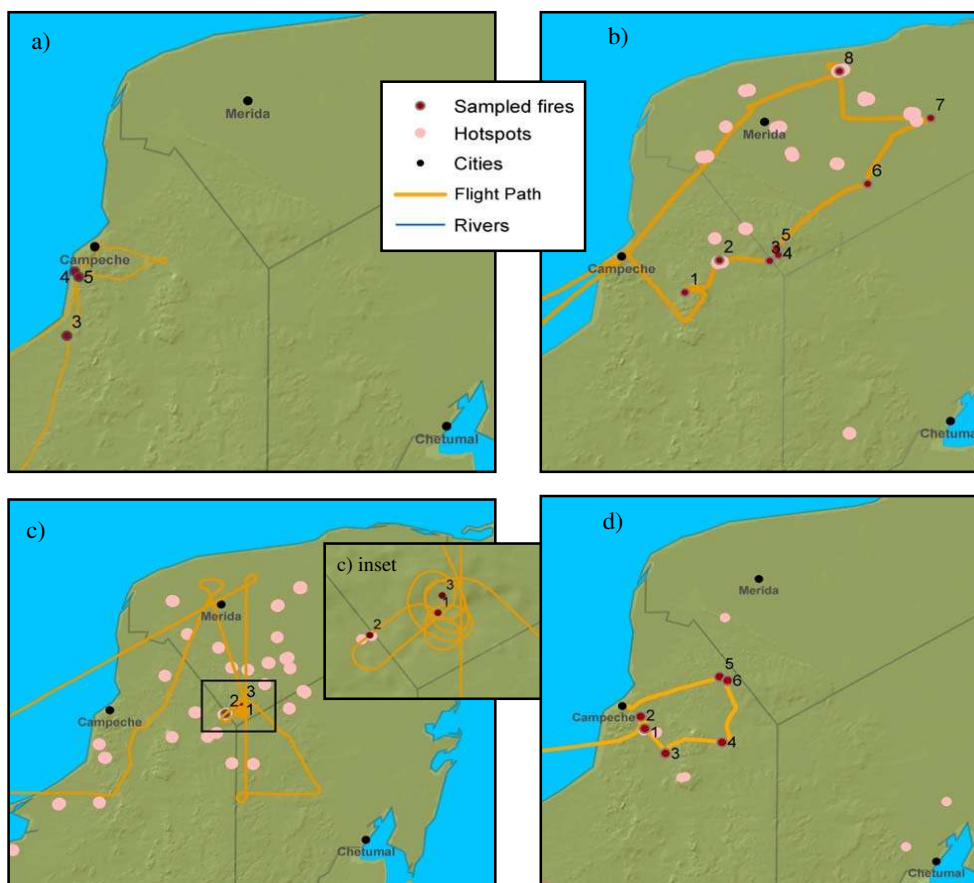 a)
Merida
Campeche
4
5
3
Chetumal
Sampled fires
Hotspots
Cities
Flight Path
Rivers
b)
8
7
Merida
6
5
3
4
2
Campeche
1
Chetuma
c)
Merida
3
2
1
Campeche
Chetumal
c) inset
3
1
2
d)
Merida
5
6
Campeche
2
1
4
3
Chetumal